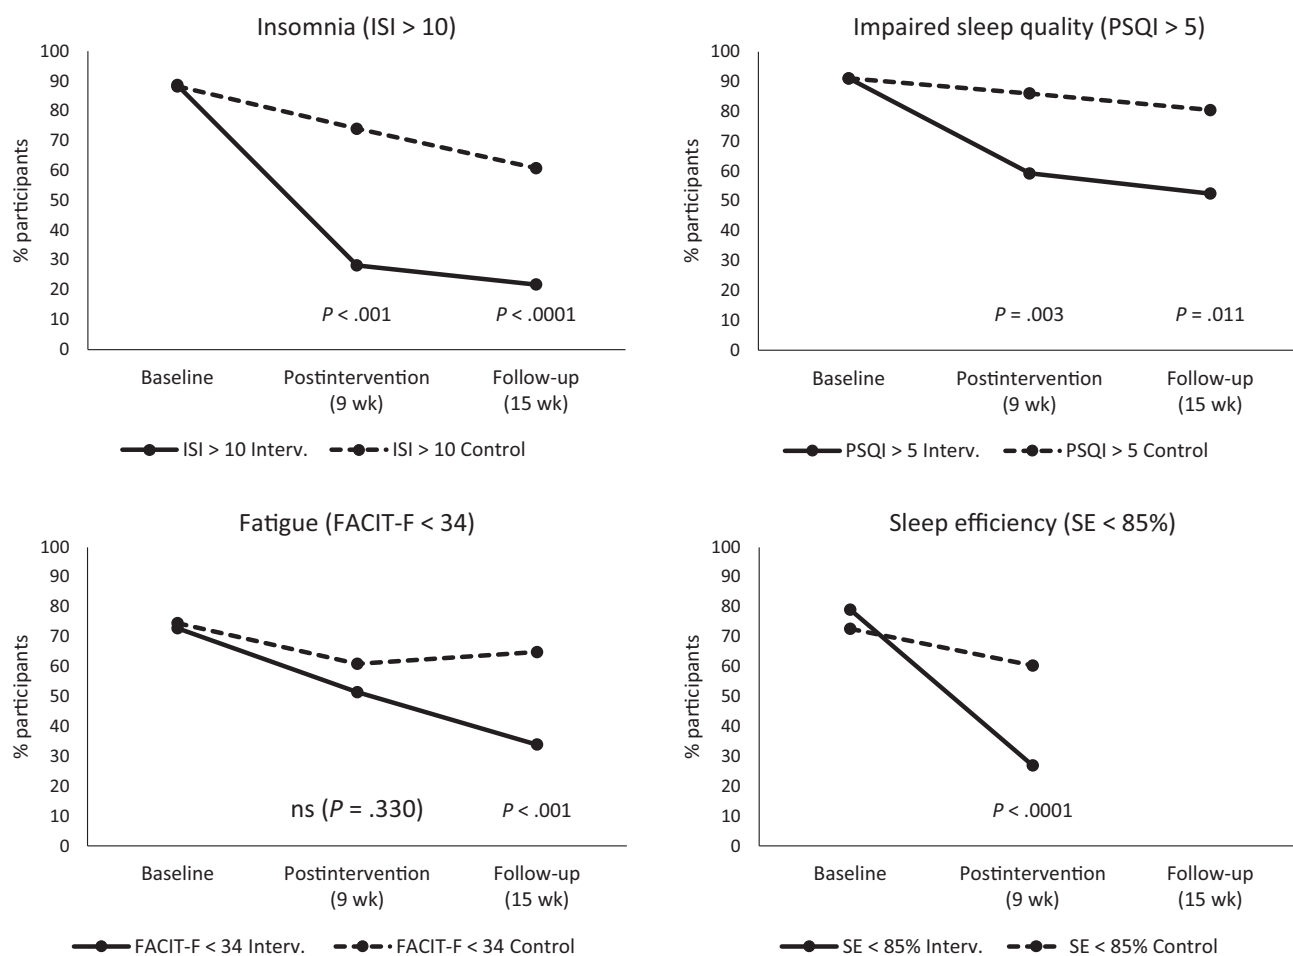 Insomnia (ISI > 10)
100
90
80
70
60
50
40
30
20
10
0
% participants
P < .001
P < .0001
Baseline
Postintervention
(9 wk)
Follow-up
(15 wk)
ISI > 10 Interv.
ISI > 10 Control
Impaired sleep quality (PSQI > 5)
100
90
80
70
60
50
40
30
20
10
0
% participants
P = .003
P = .011
Baseline
Postintervention
(9 wk)
Follow-up
(15 wk)
PSQI > 5 Interv.
PSQI > 5 Control
Fatigue (FACIT-F < 34)
100
90
80
70
60
50
40
30
20
10
0
% participants
ns (P = .330)
P < .001
Baseline
Postintervention
(9 wk)
Follow-up
(15 wk)
FACIT-F < 34 Interv.
FACIT-F < 34 Control
Sleep efficiency (SE < 85%)
100
90
80
70
60
50
40
30
20
10
0
% participants
P < .0001
Baseline
Postintervention
(9 wk)
Follow-up
(15 wk)
SE < 85% Interv.
SE < 85% Control